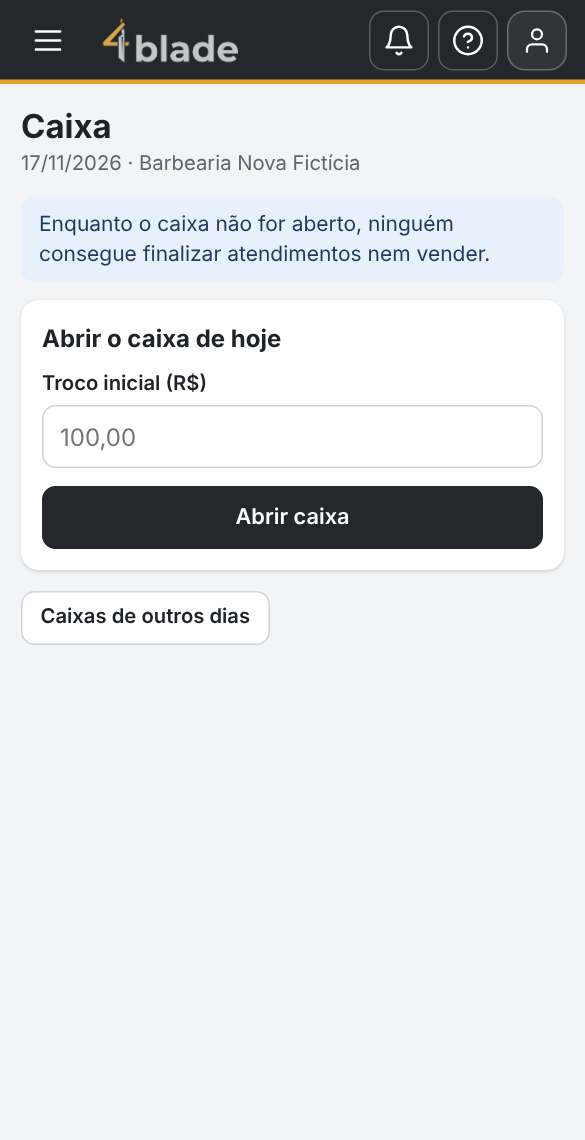 4blade
Caixa
17/11/2026 · Barbearia Nova Fictícia
Enquanto o caixa não for aberto, ninguém
consegue finalizar atendimentos nem vender.
Abrir o caixa de hoje
Troco inicial (R$)
100,00
Abrir caixa
Caixas de outros dias